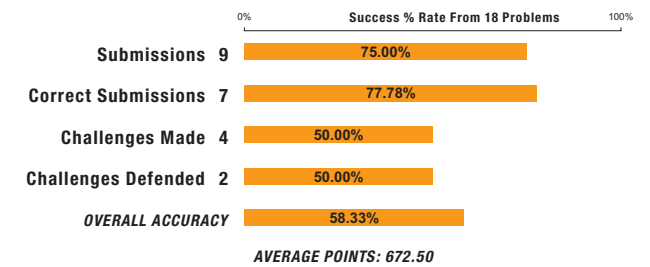 0% Success % Rate From 18 Problems 100%
Submissions 9 75.00%
Correct Submissions 7 77.78%
Challenges Made 4 50.00%
Challenges Defended 2 50.00%
OVERALL ACCURACY 58.33%
AVERAGE POINTS: 672.50